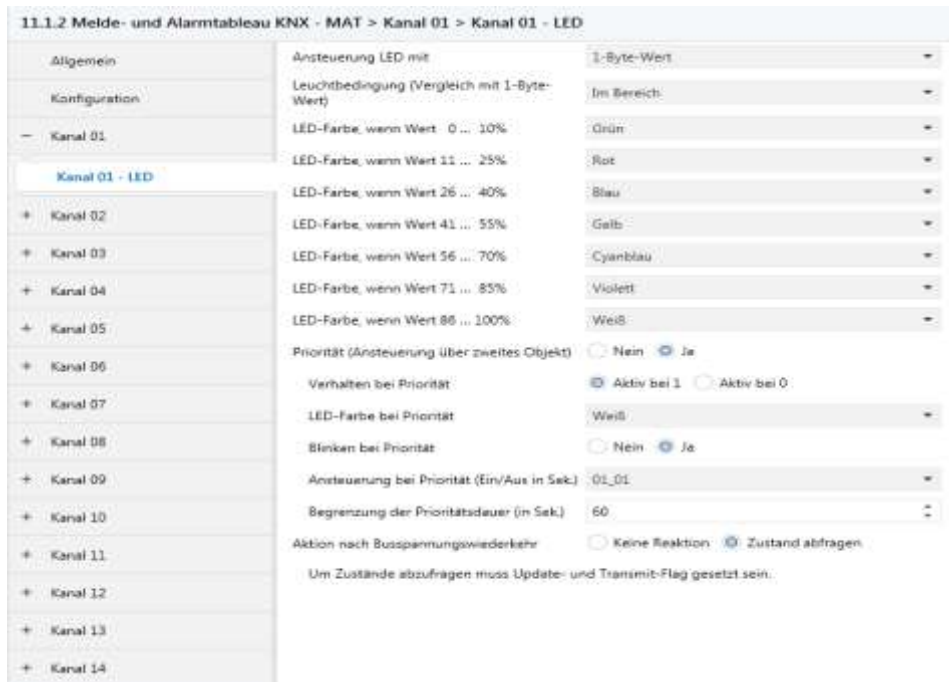 11.1.2 Melde- und Alarmtableau KNX - MAT > Kanal 01 > Kanal 01 - LED
Allgemein
Konfiguration
− Kanal 01
Kanal 01 - LED
+ Kanal 02
+ Kanal 03
+ Kanal 04
+ Kanal 05
+ Kanal 06
+ Kanal 07
+ Kanal 08
+ Kanal 09
+ Kanal 10
+ Kanal 11
+ Kanal 12
+ Kanal 13
+ Kanal 14
Ansteuerung LED mit 1-Byte-Wert
Leuchtbedingung (Vergleich mit 1-Byte-
Wert) Im Bereich
LED-Farbe, wenn Wert 0 ... 10% Grün
LED-Farbe, wenn Wert 11 ... 25% Rot
LED-Farbe, wenn Wert 26 ... 40% Blau
LED-Farbe, wenn Wert 41 ... 55% Gelb
LED-Farbe, wenn Wert 56 ... 70% Cyanblau
LED-Farbe, wenn Wert 71 ... 85% Violett
LED-Farbe, wenn Wert 86 ... 100% Weiß
Priorität (Ansteuerung über zweites Objekt) Nein Ja
Verhalten bei Priorität Aktiv bei 1 Aktiv bei 0
LED-Farbe bei Priorität Weiß
Blinken bei Priorität Nein Ja
Ansteuerung bei Priorität (Ein/Aus in Sek.) 01_01
Begrenzung der Prioritätsdauer (in Sek.) 60
Aktion nach Busspannungswiederkehr Keine Reaktion Zustand abfragen
Um Zustände abzufragen muss Update- und Transmit-Flag gesetzt sein.